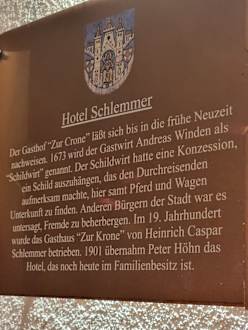 Hotel Schlemmer
Der Gasthof "Zur Crone" läßt sich bis in die frühe Neuzeit
nachweisen. 1673 wird der Gastwirt Andreas Winden als
"Schildwirt" genannt. Der Schildwirt hatte eine Konzession,
ein Schild auszuhängen, das den Durchreisenden
aufmerksam machte, hier samt Pferd und Wagen
Unterkunft zu finden. Anderen Bürgern der Stadt war es
untersagt, Fremde zu beherbergen. Im 19. Jahrhundert
wurde das Gasthaus "Zur Krone" von Heinrich Caspar
Schlemmer betrieben. 1901 übernahm Peter Höhn das
Hotel, das noch heute im Familienbesitz ist.